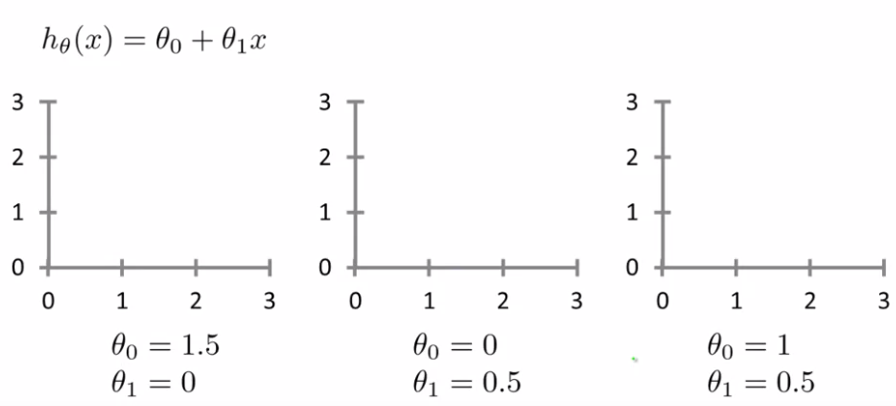 hθ(x) = θ0 + θ1x
3 3 3
2 2 2
1 1 1
0 0 0
0 1 2 3 0 1 2 3 0 1 2 3
θ0 = 1.5 θ0 = 0 θ0 = 1
θ1 = 0 θ1 = 0.5 θ1 = 0.5